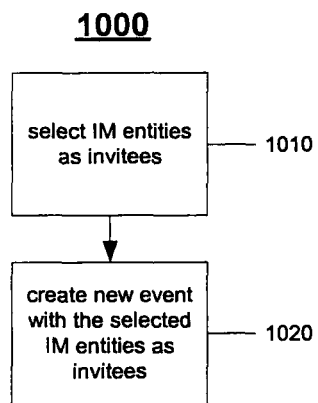 1000
select IM entities
as invitees
1010
create new event
with the selected
IM entities as
invitees
1020